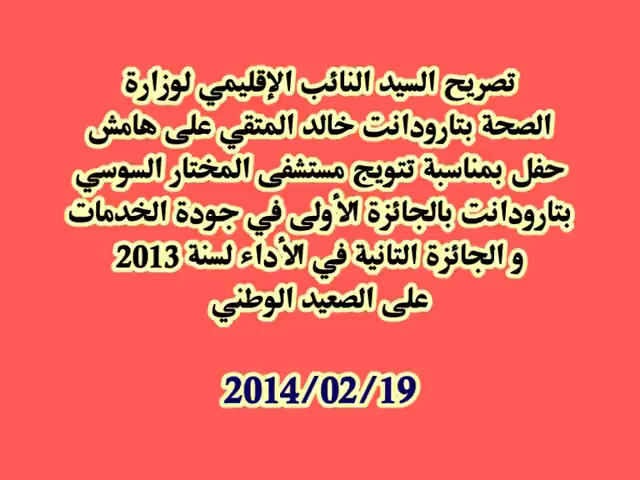 تصريح السيد النائب الإقليمي لوزارة
الصحة بتارودانت خالد المتقي على هامش
حفل بمناسبة تتويج مستشفى المختار السوسي
بتارودانت بالجائزة الأولى في جودة الخدمات
و الجائزة الثانية في الأداء لسنة 2013
على الصعيد الوطني
2014/02/19